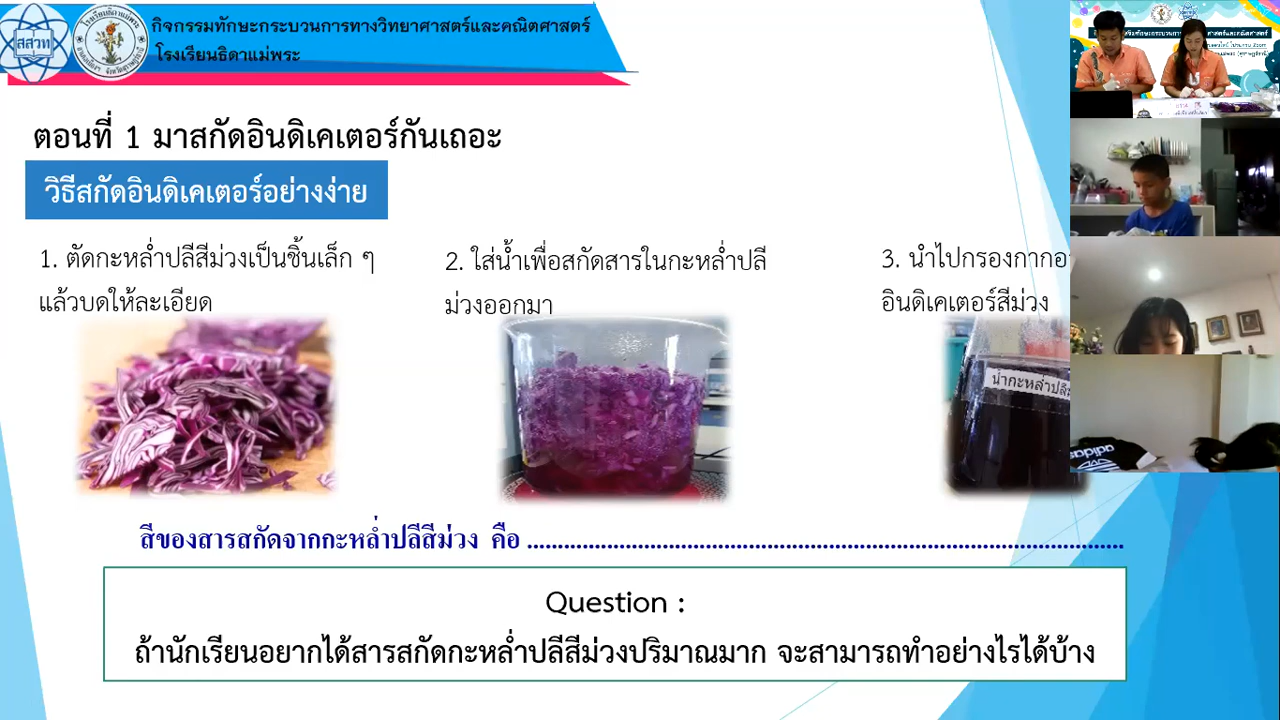 สสวท
กิจกรรมทักษะกระบวนการทางวิทยาศาสตร์และคณิตศาสตร์
โรงเรียนธิดาแม่พระ
ตอนที่ 1 มาสกัดอินดิเคเตอร์กันเถอะ
วิธีสกัดอินดิเคเตอร์อย่างง่าย
1. ตัดกะหล่ำปลีสีม่วงเป็นชิ้นเล็ก ๆ
แล้วบดให้ละเอียด
2. ใส่น้ำเพื่อสกัดสารในกะหล่ำปลี
ม่วงออกมา
3. นำไปกรองกากอ
อินดิเคเตอร์สีม่วง
น้ำกะหล่ำปลี
สีของสารสกัดจากกะหล่ำปลีสีม่วง คือ ....................................................................................................
Question :
ถ้านักเรียนอยากได้สารสกัดกะหล่ำปลีสีม่วงปริมาณมาก จะสามารถทำอย่างไรได้บ้าง
adidas